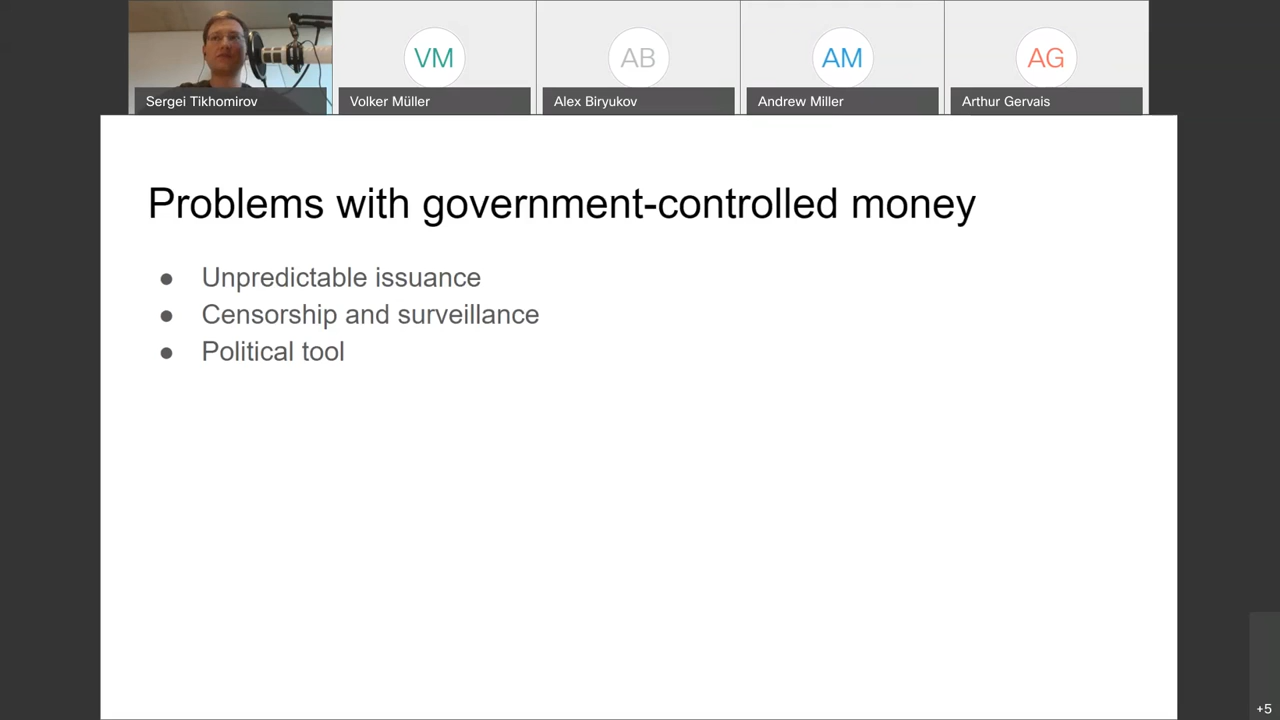 VM
AB
AM
AG
Sergei Tikhomirov
Volker Müller
Alex Biryukov
Andrew Miller
Arthur Gervais
Problems with government-controlled money
● Unpredictable issuance
● Censorship and surveillance
● Political tool
+5